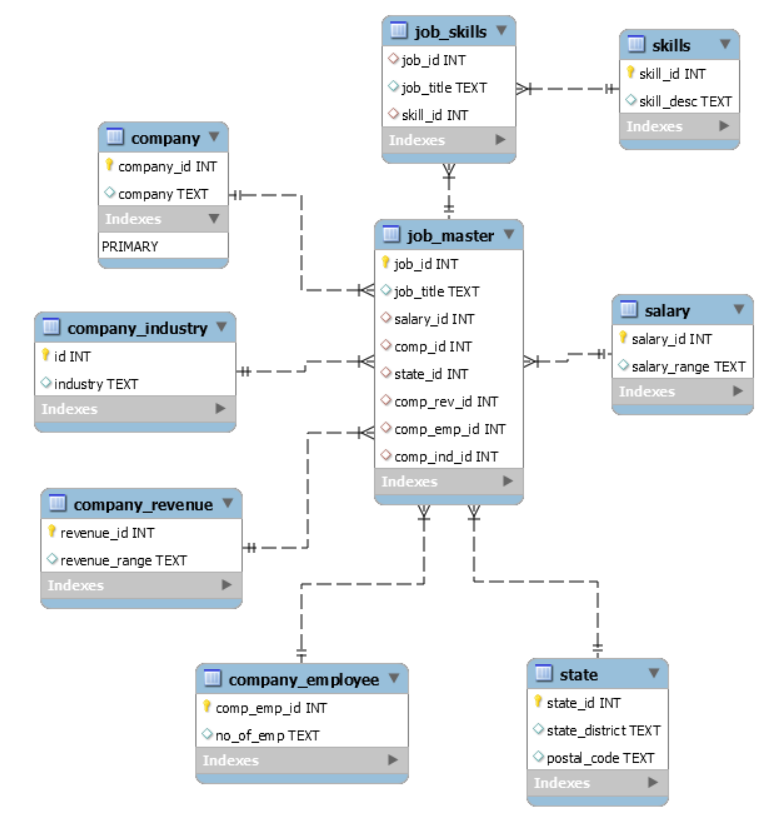 job_skills
job_id INT
job_title TEXT
skill_id INT
Indexes
skills
skill_id INT
skill_desc TEXT
Indexes
company
company_id INT
company TEXT
Indexes
PRIMARY
job_master
job_id INT
job_title TEXT
salary_id INT
comp_id INT
state_id INT
comp_rev_id INT
comp_emp_id INT
comp_ind_id INT
Indexes
company_industry
id INT
industry TEXT
Indexes
salary
salary_id INT
salary_range TEXT
Indexes
company_revenue
revenue_id INT
revenue_range TEXT
Indexes
company_employee
comp_emp_id INT
no_of_emp TEXT
Indexes
state
state_id INT
state_district TEXT
postal_code TEXT
Indexes